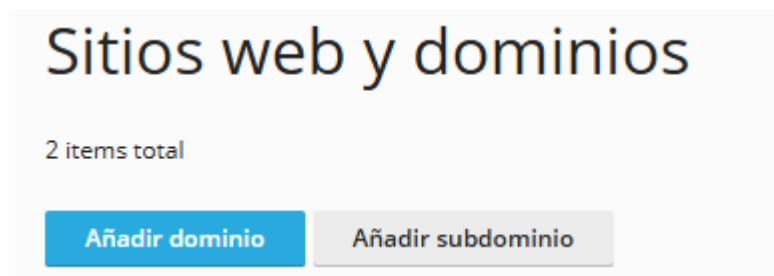 Sitios web y dominios
2 items total
Añadir dominio Añadir subdominio